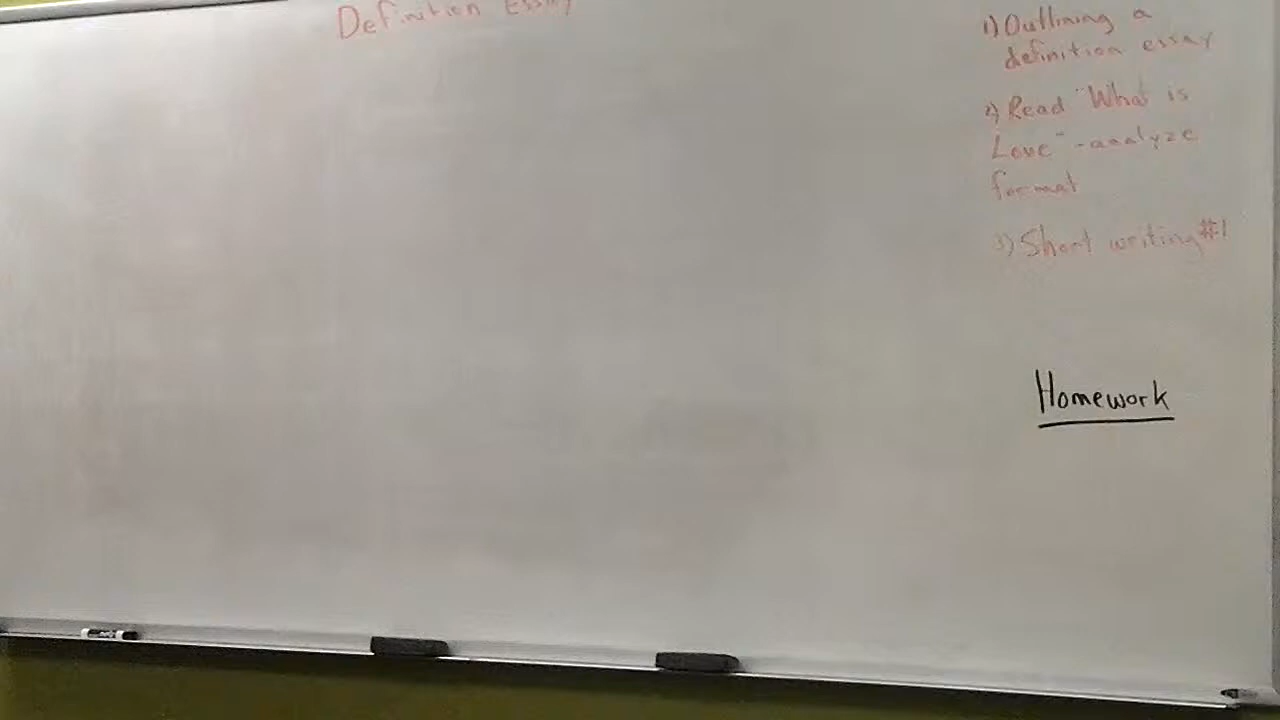 Definition Essay
1) Outlining a
definition essay
2) Read "What is
Love" - analyze
format
3) Short writing #1
Homework